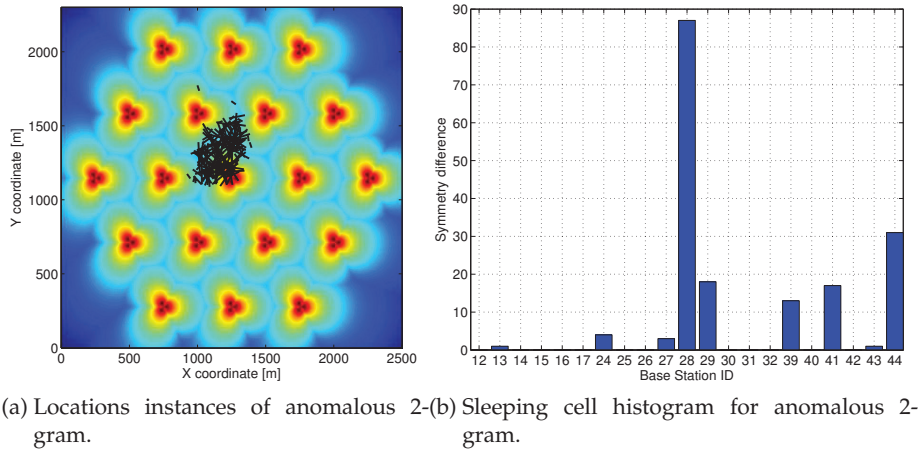 2000
1500
1000
500
0
Y coordinate [m]
0 500 1000 1500 2000 2500
X coordinate [m]
90
80
70
60
50
40
30
20
10
0
Symmetry difference
12 13 14 15 16 17 24 25 26 27 28 29 30 31 32 39 40 41 42 43 44
Base Station ID
(a) Locations instances of anomalous 2-
gram.
(b) Sleeping cell histogram for anomalous 2-
gram.